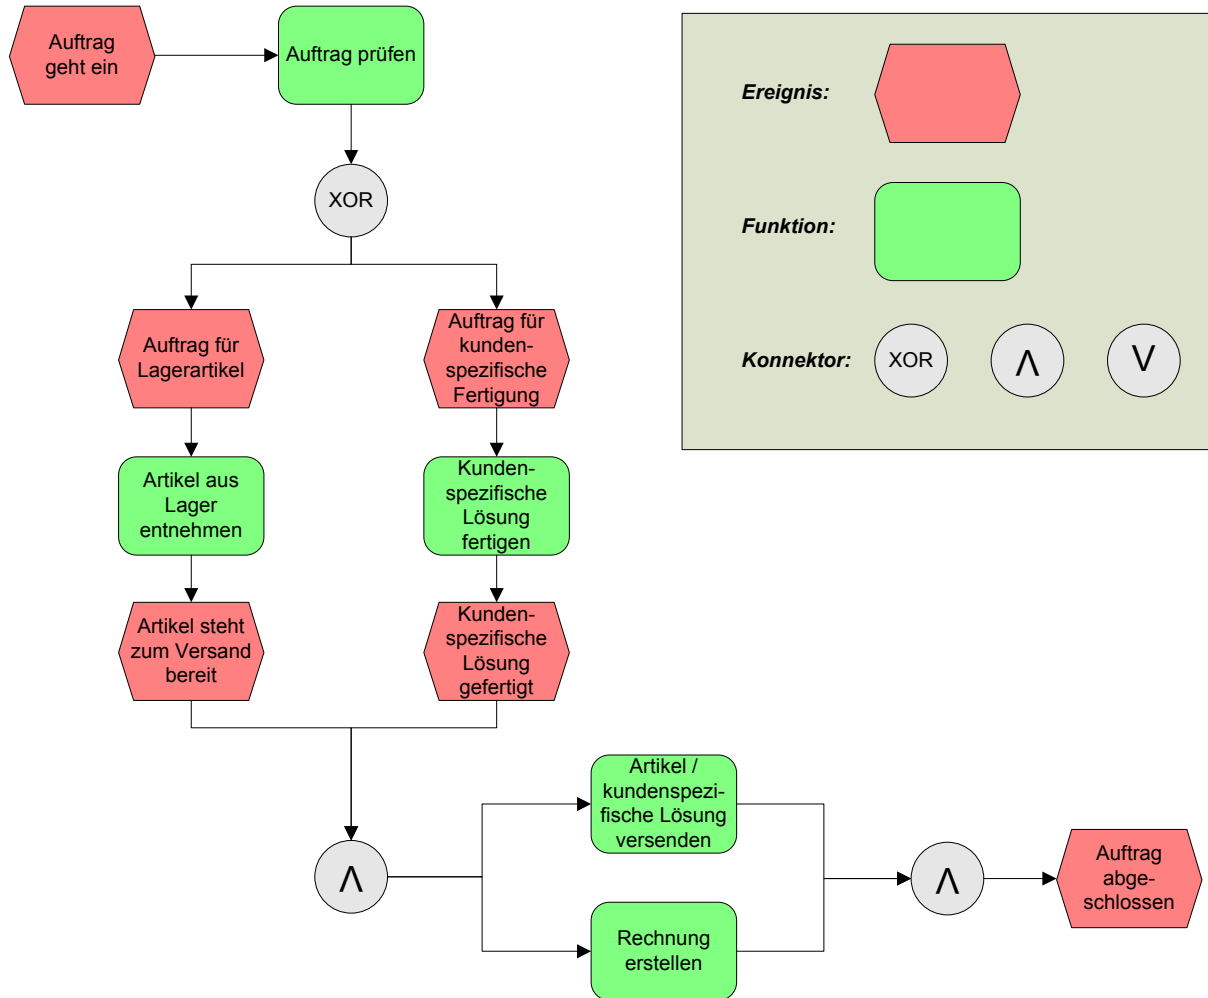 Auftrag
geht ein
Auftrag prüfen
XOR
Auftrag für
Lagerartikel
Auftrag für
kunden-
spezifische
Fertigung
Artikel aus
Lager
entnehmen
Kunden-
spezifische
Lösung
fertigen
Artikel steht
zum Versand
bereit
Kunden-
spezifische
Lösung
gefertigt
Λ
Artikel /
kundenspezi-
fische Lösung
versenden
Rechnung
erstellen
Λ
Auftrag
abge-
schlossen
Ereignis:
Funktion:
Konnektor:
XOR
Λ
V